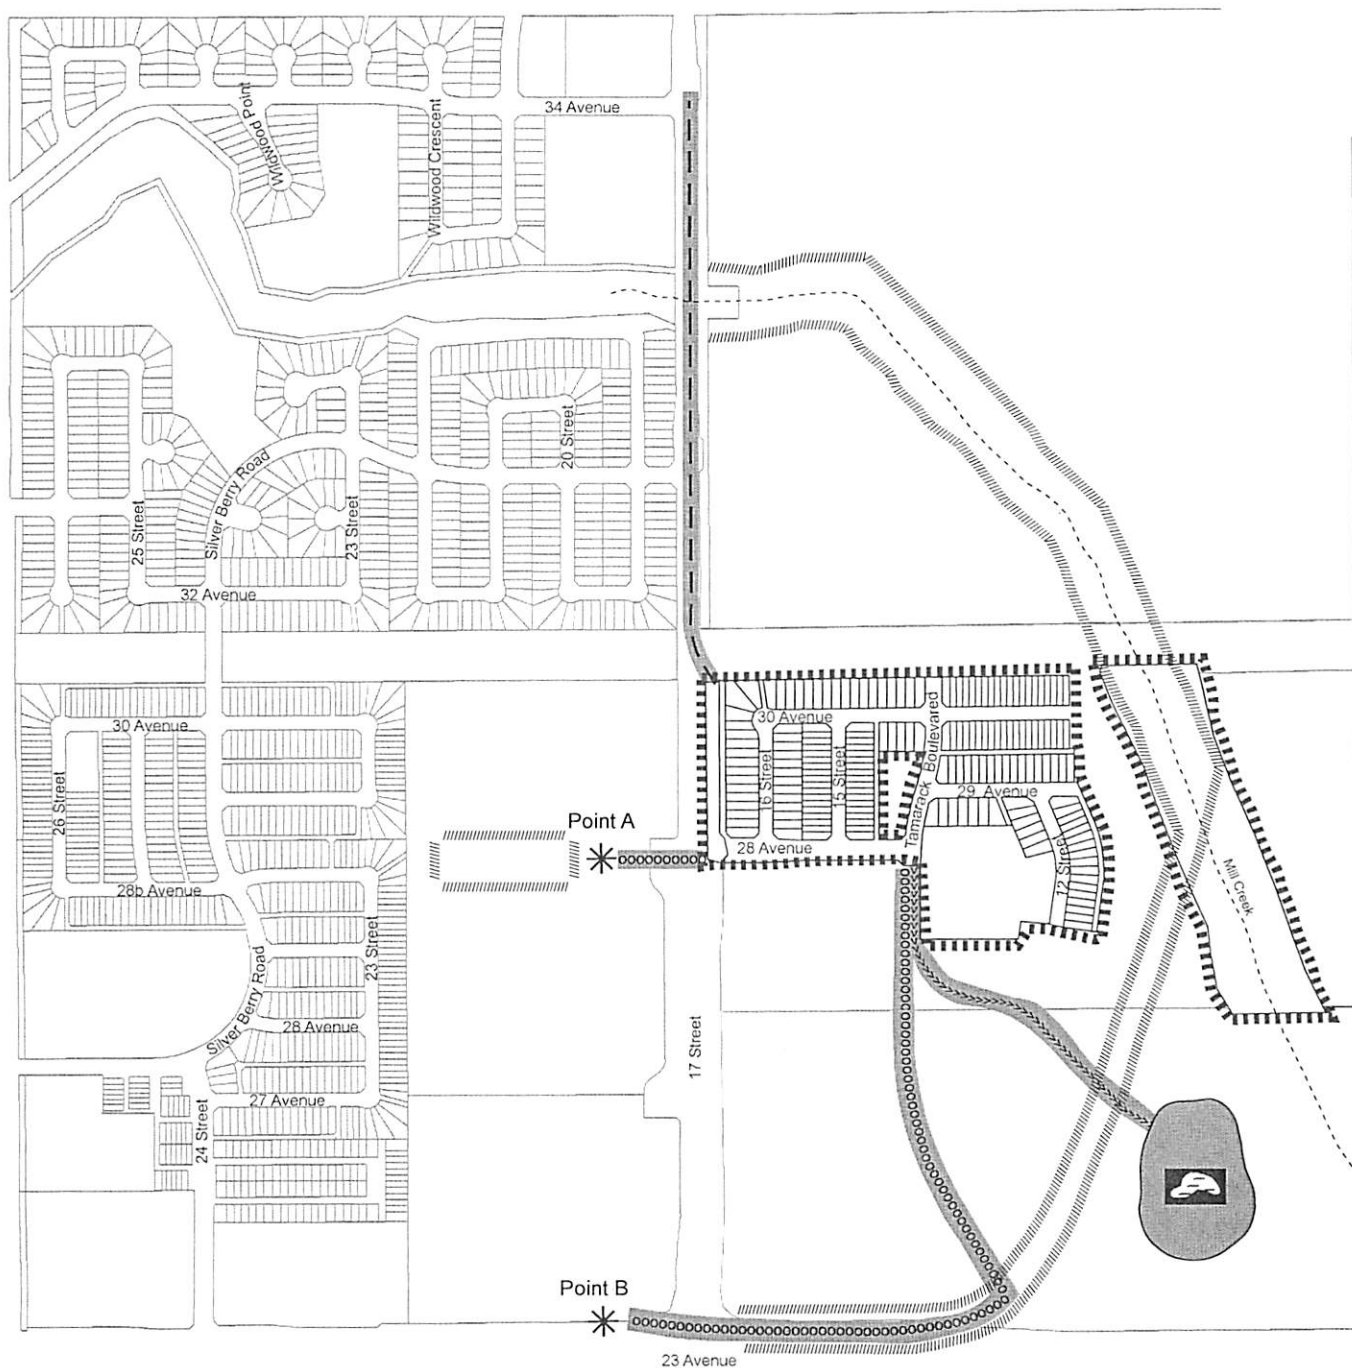 34 Avenue
Wildwood Point
Wildwood Crescent
20 Street
Silver Berry Road
25 Street
23 Street
32 Avenue
30 Avenue
30 Avenue
Tamarack Boulevared
16 Street
15 Street
26 Street
29 Avenue
Point A
28 Avenue
12 Street
28b Avenue
Mill Creek
23 Street
Silver Berry Road
28 Avenue
17 Street
27 Avenue
24 Street
Point B
23 Avenue